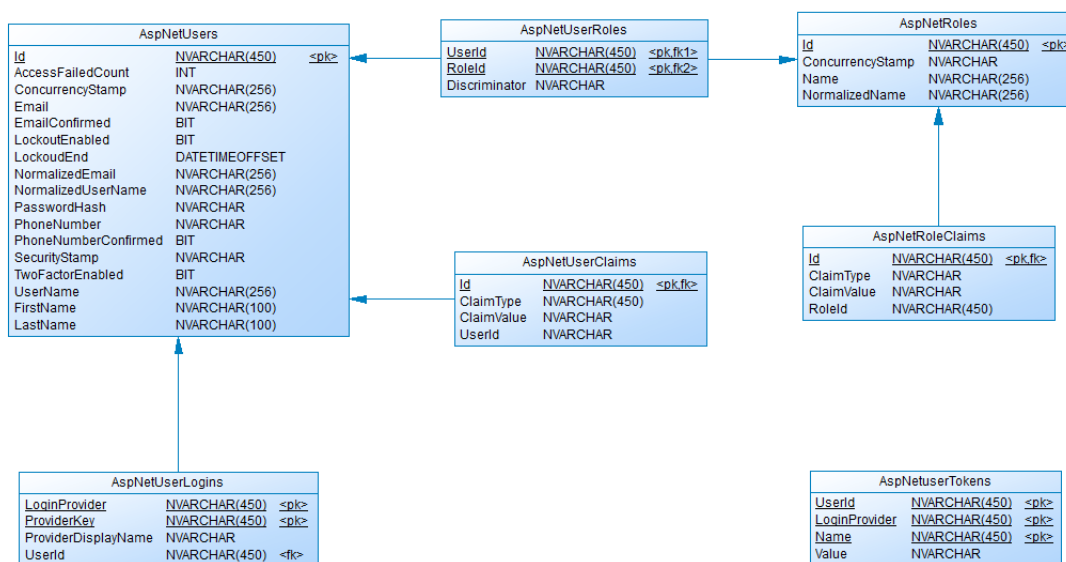 AspNetUsers
Id NVARCHAR(450) <pk>
AccessFailedCount INT
ConcurrencyStamp NVARCHAR(256)
Email NVARCHAR(256)
EmailConfirmed BIT
LockoutEnabled BIT
LockoudEnd DATETIMEOFFSET
NormalizedEmail NVARCHAR(256)
NormalizedUserName NVARCHAR(256)
PasswordHash NVARCHAR
PhoneNumber NVARCHAR
PhoneNumberConfirmed BIT
SecurityStamp NVARCHAR
TwoFactorEnabled BIT
UserName NVARCHAR(256)
FirstName NVARCHAR(100)
LastName NVARCHAR(100)
AspNetUserRoles
UserId NVARCHAR(450) <pk,fk1>
RoleId NVARCHAR(450) <pk,fk2>
Discriminator NVARCHAR
AspNetRoles
Id NVARCHAR(450) <pk>
ConcurrencyStamp NVARCHAR
Name NVARCHAR(256)
NormalizedName NVARCHAR(256)
AspNetUserClaims
Id NVARCHAR(450) <pk,fk>
ClaimType NVARCHAR(450)
ClaimValue NVARCHAR
UserId NVARCHAR
AspNetRoleClaims
Id NVARCHAR(450) <pk,fk>
ClaimType NVARCHAR
ClaimValue NVARCHAR
RoleId NVARCHAR(450)
AspNetUserLogins
LoginProvider NVARCHAR(450) <pk>
ProviderKey NVARCHAR(450) <pk>
ProviderDisplayName NVARCHAR
UserId NVARCHAR(450) <fk>
AspNetuserTokens
UserId NVARCHAR(450) <pk>
LoginProvider NVARCHAR(450) <pk>
Name NVARCHAR(450) <pk>
Value NVARCHAR